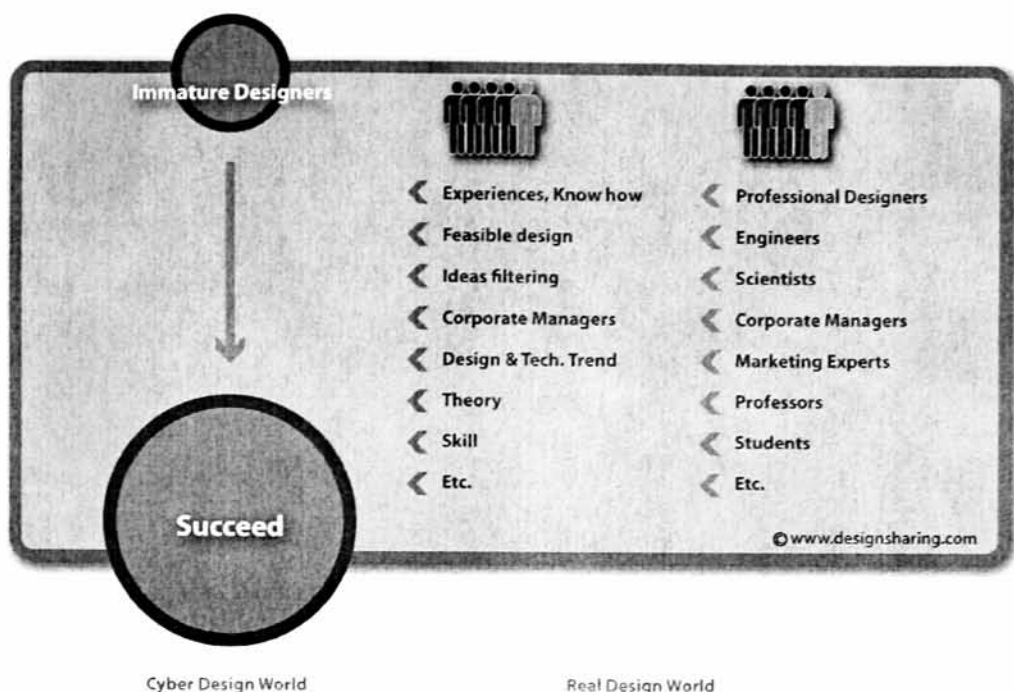 Immature Designers
Experiences, Know how
Feasible design
Ideas filtering
Corporate Managers
Design & Tech. Trend
Theory
Skill
Etc.
Professional Designers
Engineers
Scientists
Corporate Managers
Marketing Experts
Professors
Students
Etc.
Succeed
© www.designsharing.com
Cyber Design World
Real Design World